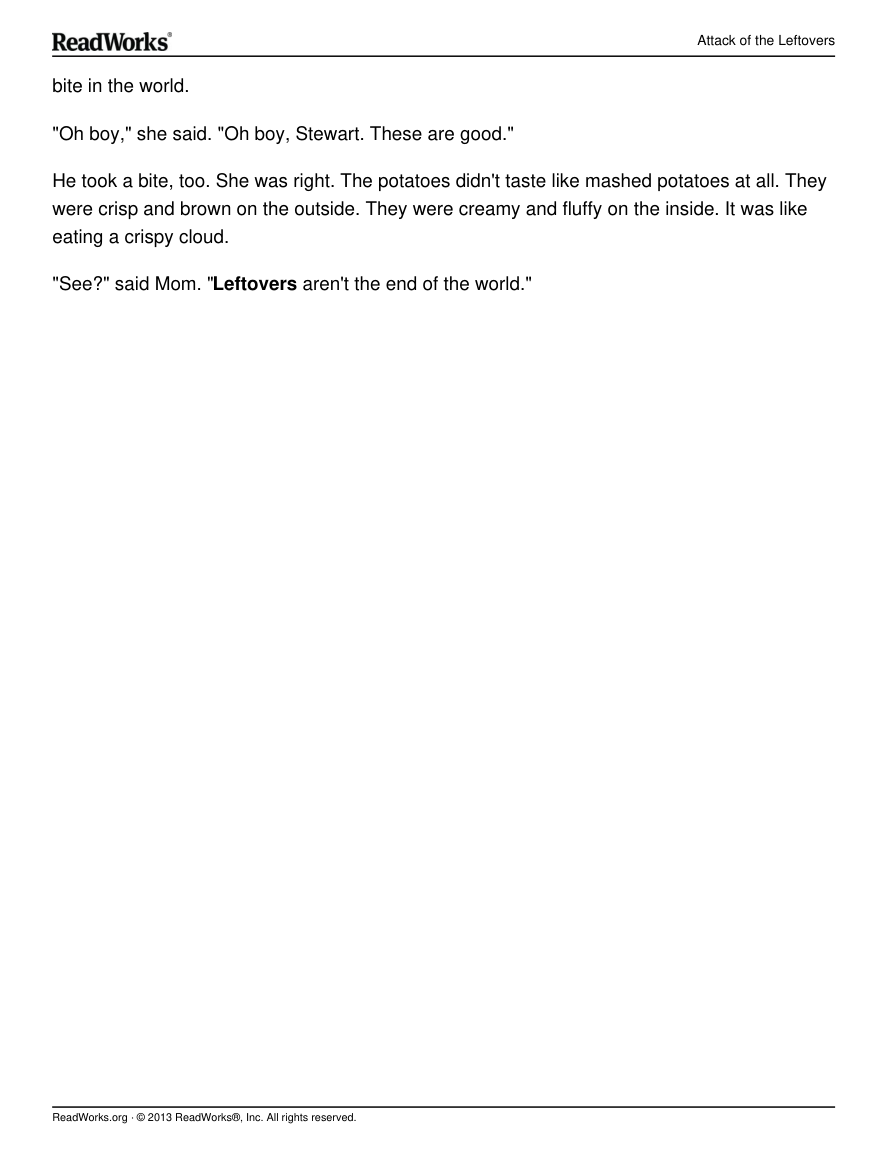 ReadWorks®
Attack of the Leftovers
bite in the world.
"Oh boy," she said. "Oh boy, Stewart. These are good."
He took a bite, too. She was right. The potatoes didn't taste like mashed potatoes at all. They
were crisp and brown on the outside. They were creamy and fluffy on the inside. It was like
eating a crispy cloud.
"See?" said Mom. "Leftovers aren't the end of the world."
ReadWorks.org · © 2013 ReadWorks®, Inc. All rights reserved.